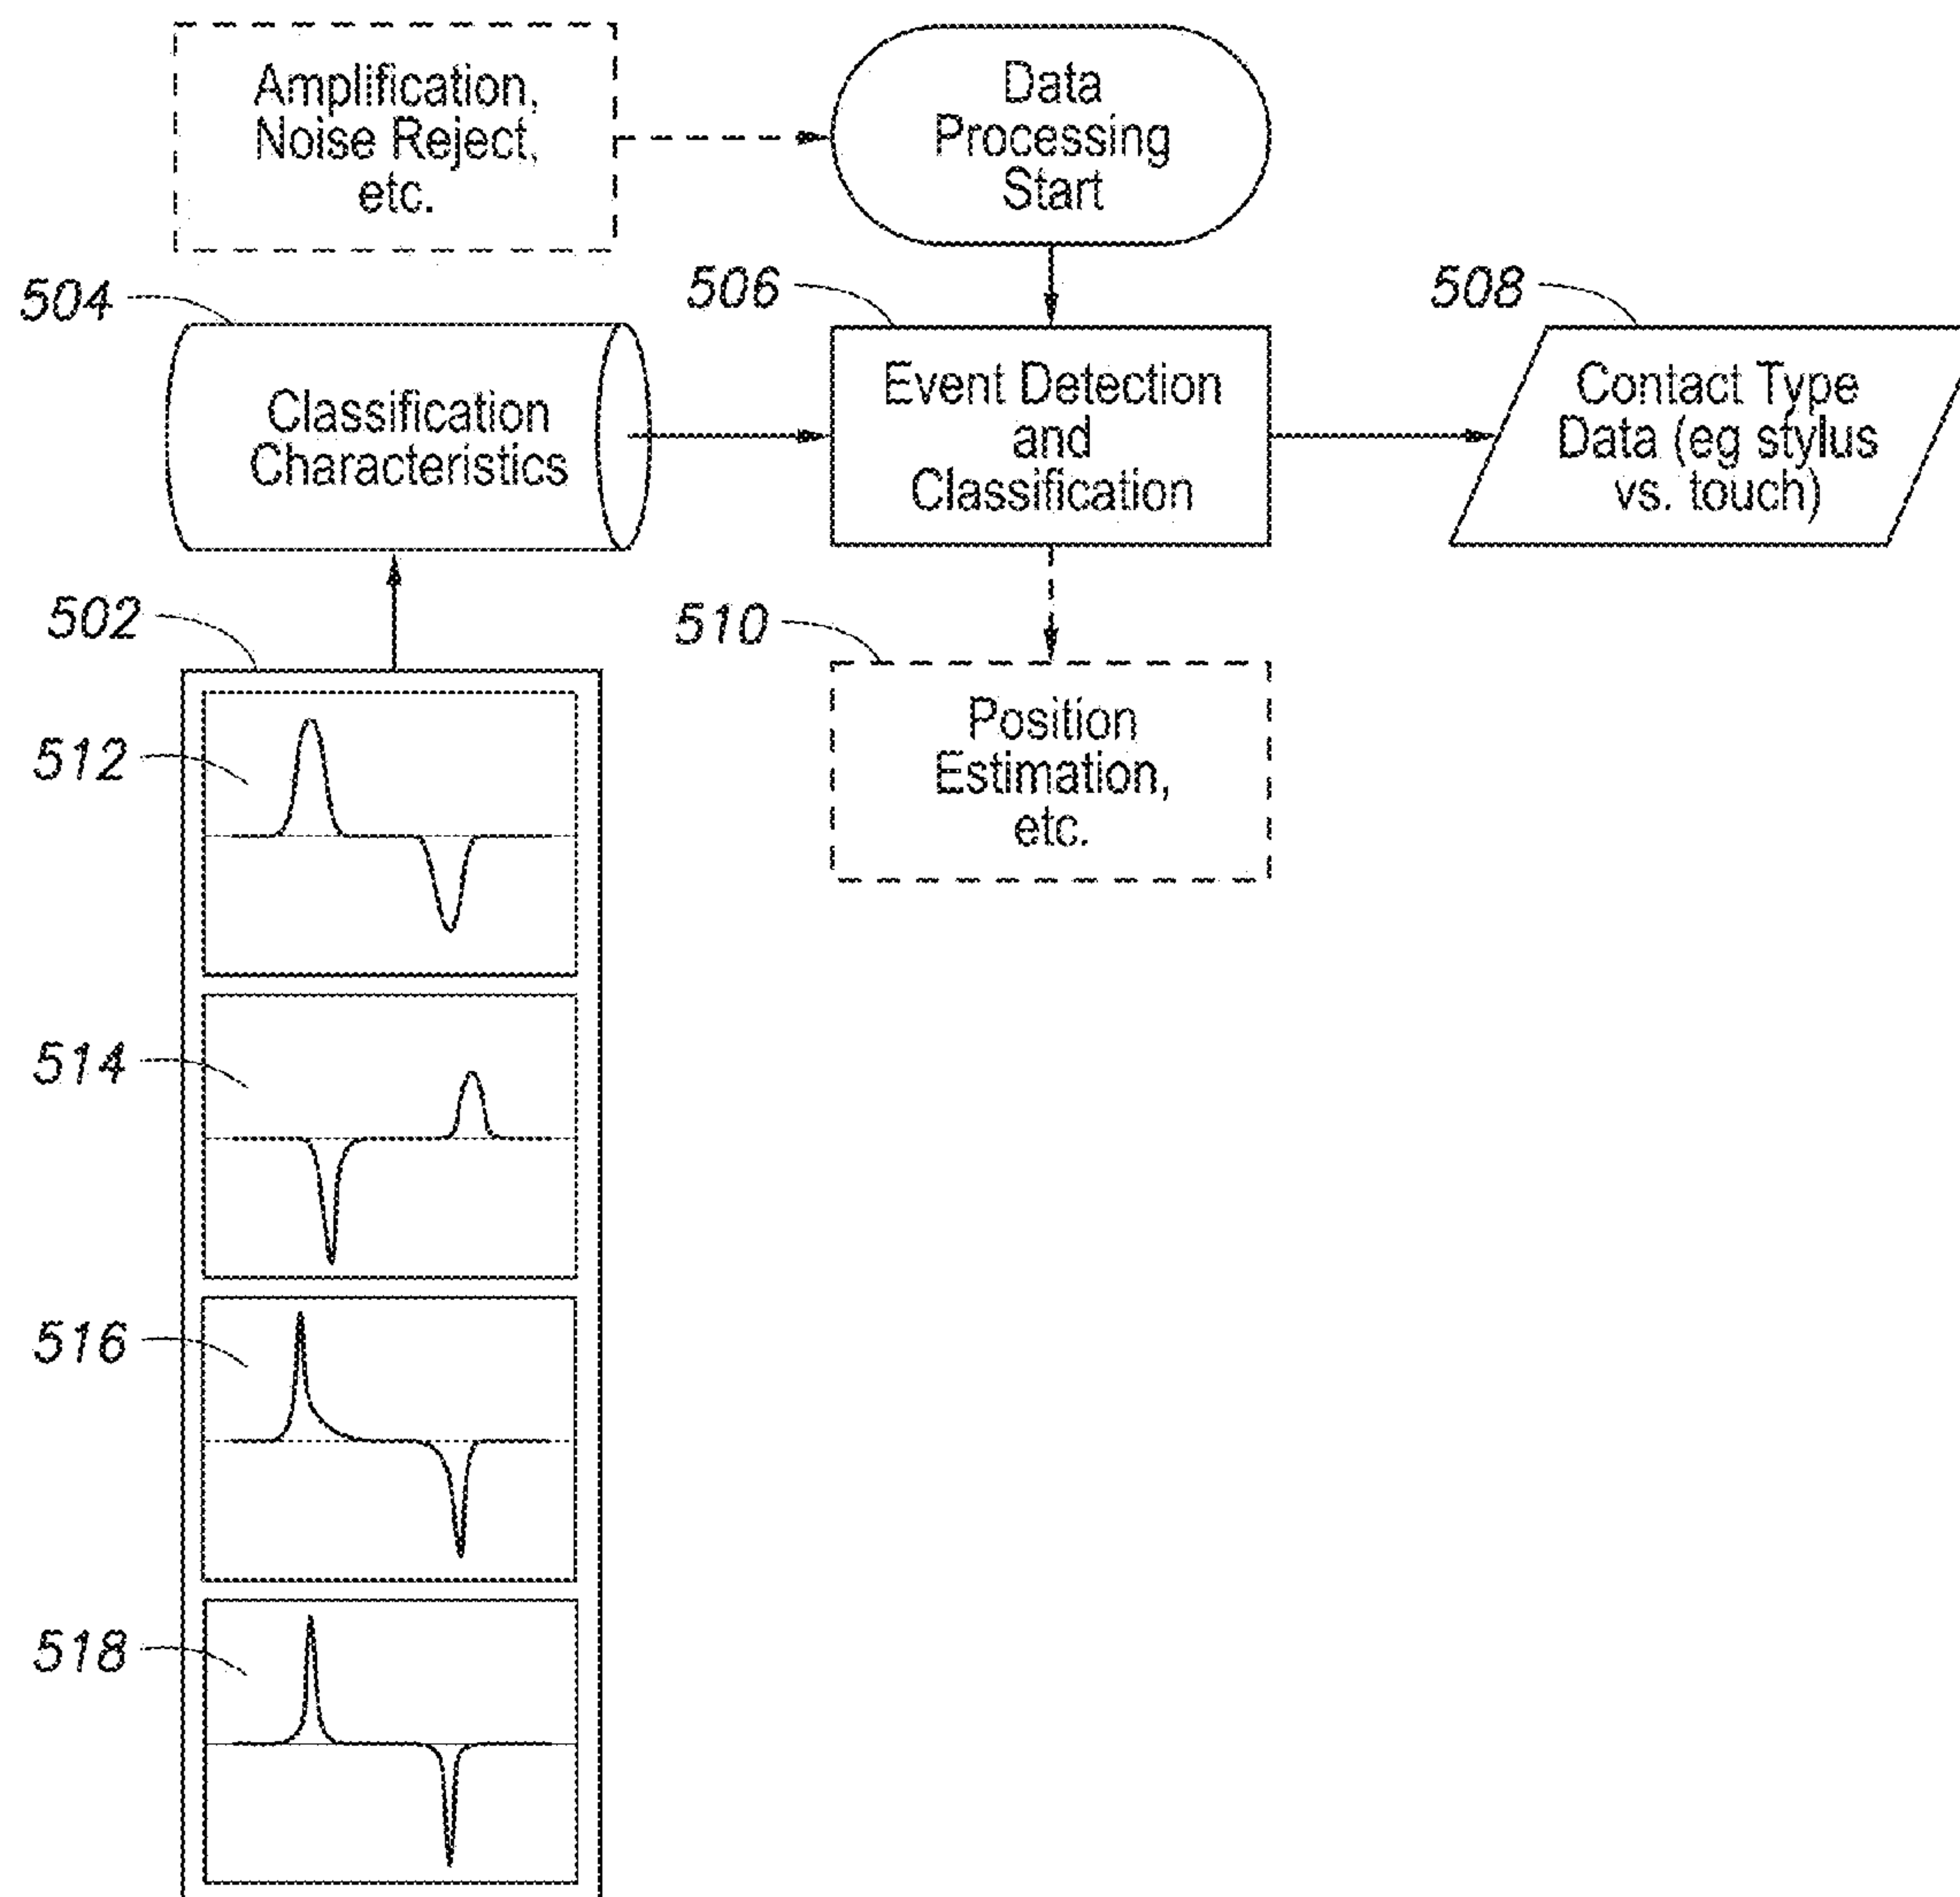 Amplification,
Noise Reject,
etc.
Data
Processing
Start
504
506
508
Classification
Characteristics
Event Detection
and
Classification
Contact Type
Data (eg stylus
vs. touch)
502
510
Position
Estimation,
etc.
512
514
516
518